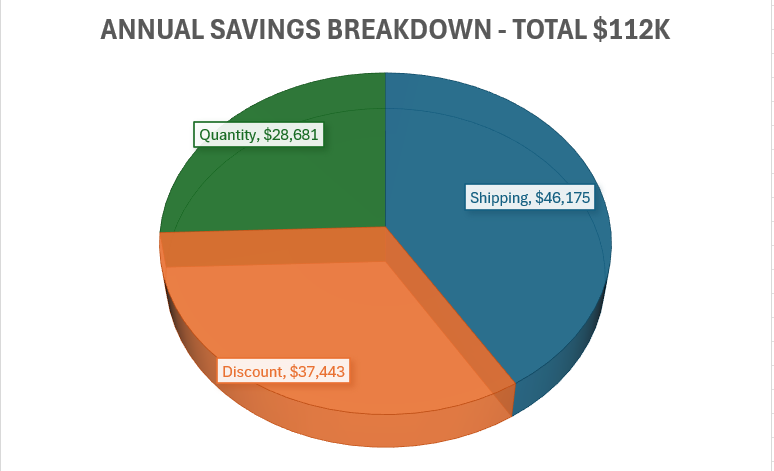 ANNUAL SAVINGS BREAKDOWN - TOTAL $112K
Quantity, $28,681
Shipping, $46,175
Discount, $37,443